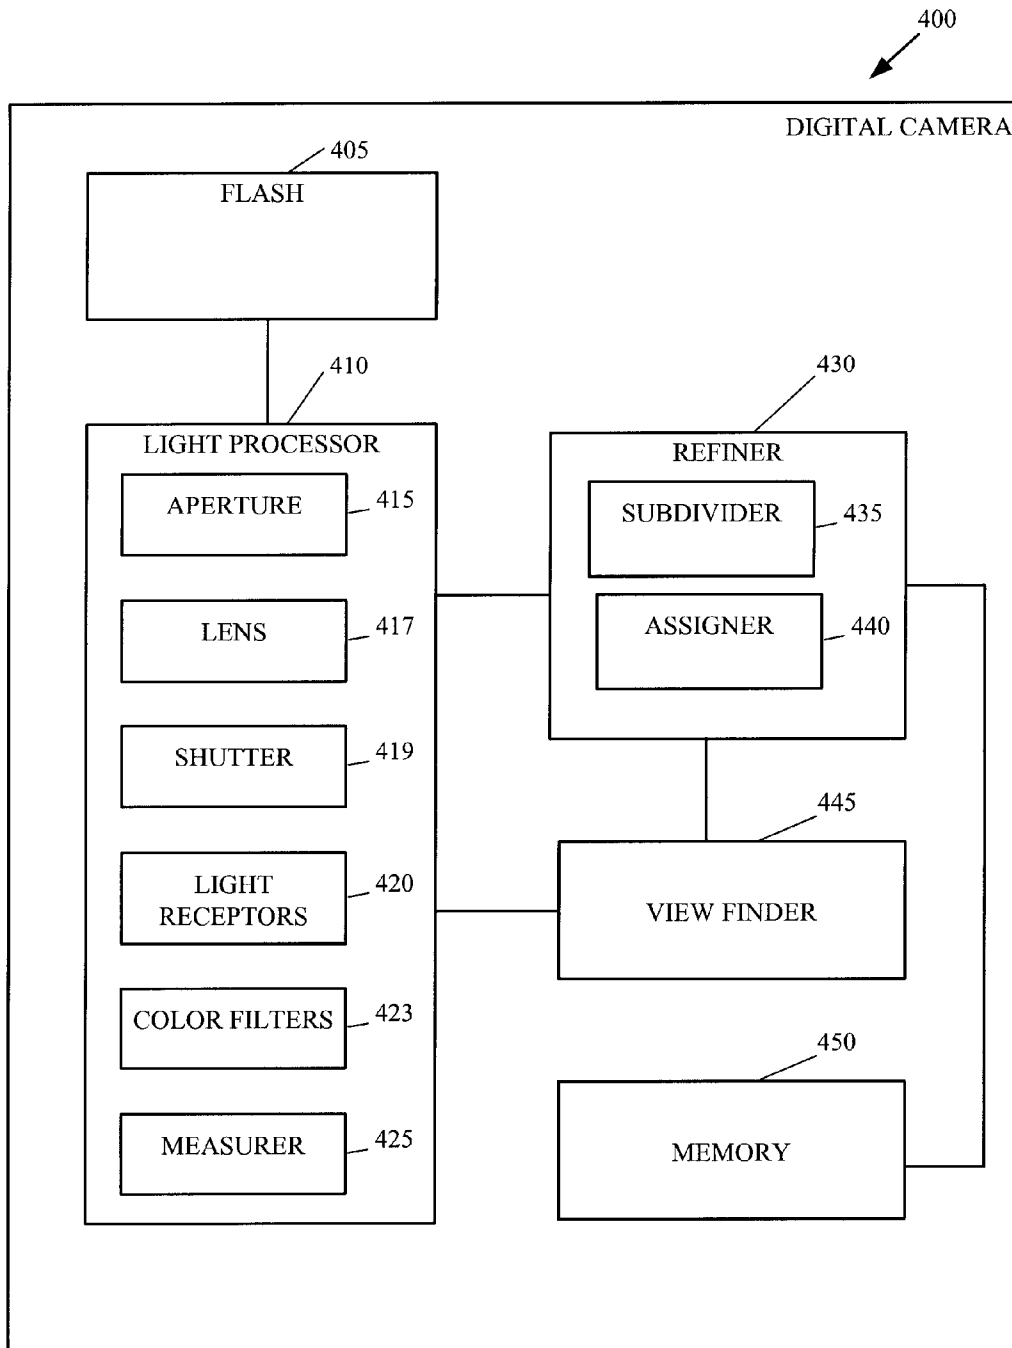 400
DIGITAL CAMERA
405
FLASH
410
LIGHT PROCESSOR
APERTURE
415
LENS
417
SHUTTER
419
LIGHT
RECEPTORS
420
COLOR FILTERS
423
MEASURER
425
430
REFINER
SUBDIVIDER
435
ASSIGNER
440
445
VIEW FINDER
450
MEMORY